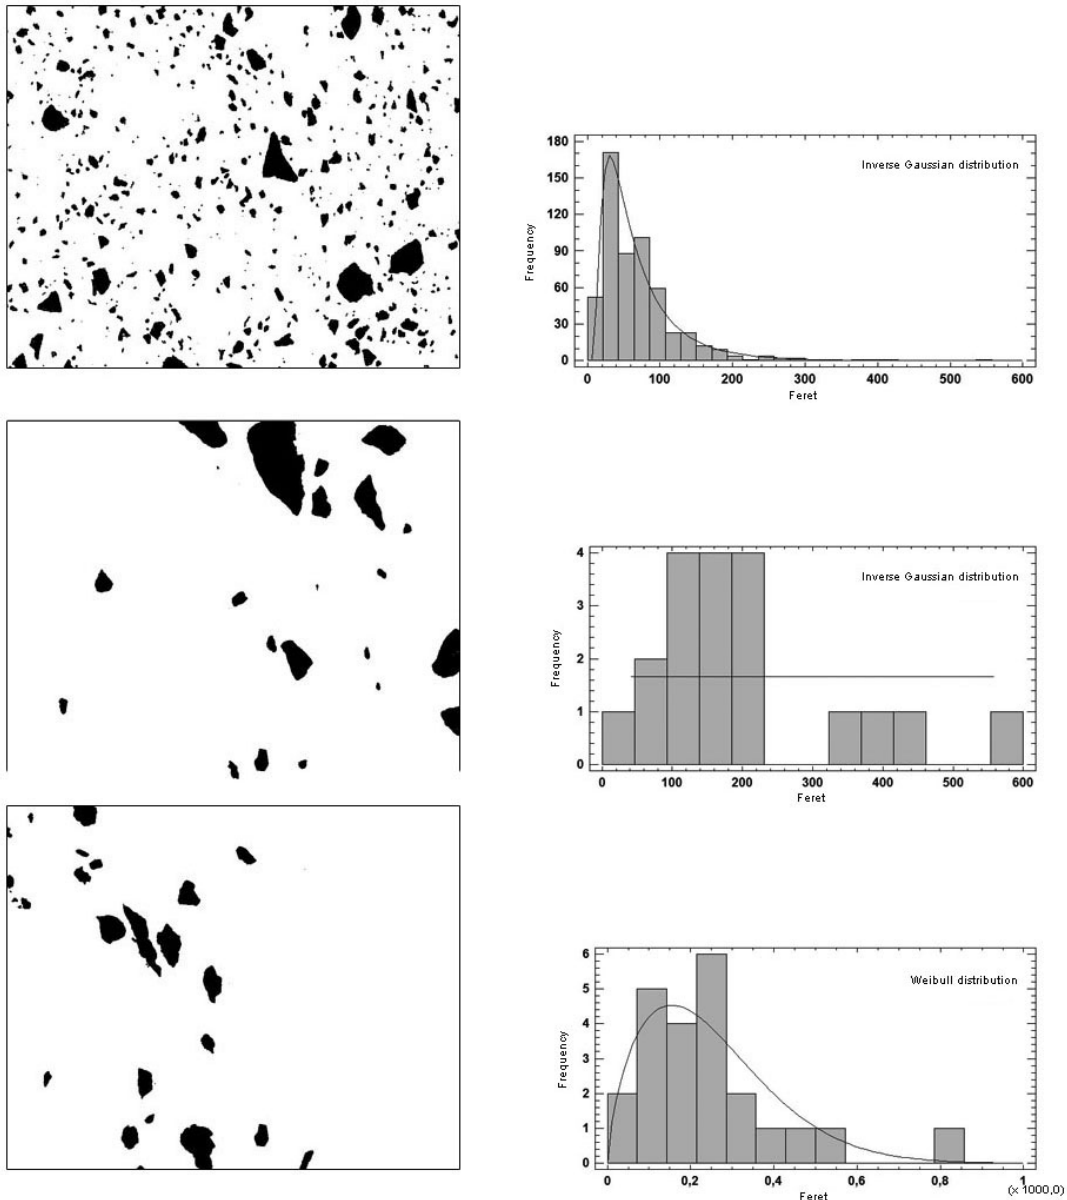 180
150
120
90
60
30
0
Frequency
Inverse Gaussian distribution
0 100 200 300 400 500 600
Feret
4
3
2
1
0
Frequency
Inverse Gaussian distribution
0 100 200 300 400 500 600
Feret
6
5
4
3
2
1
0
Frequency
Weibull distribution
0 0,2 0,4 0,6 0,8 1
(x 1000,0)
Feret